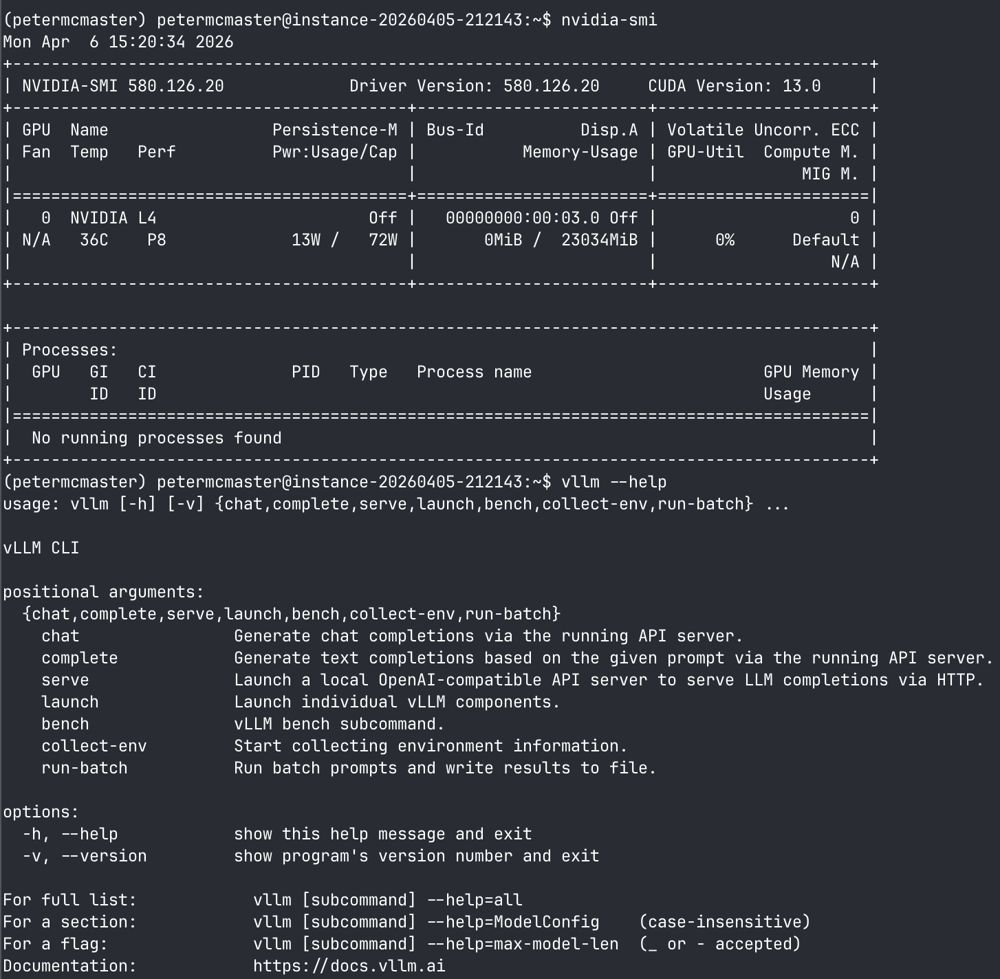 (petermcmaster) petermcmaster@instance-20260405-212143:~$ nvidia-smi
Mon Apr  6 15:20:34 2026
+-----------------------------------------------------------------------------------------+
| NVIDIA-SMI 580.126.20             Driver Version: 580.126.20     CUDA Version: 13.0     |
+-----------------------------------------+------------------------+----------------------+
| GPU  Name                 Persistence-M | Bus-Id          Disp.A | Volatile Uncorr. ECC |
| Fan  Temp   Perf          Pwr:Usage/Cap |           Memory-Usage | GPU-Util  Compute M. |
|                                         |                        |               MIG M. |
|=========================================+========================+======================|
|   0  NVIDIA L4                      Off |   00000000:00:03.0 Off |                    0 |
| N/A   36C    P8             13W /   72W |       0MiB /  23034MiB |      0%      Default |
|                                         |                        |                  N/A |
+-----------------------------------------+------------------------+----------------------+

+-----------------------------------------------------------------------------------------+
| Processes:                                                                              |
|  GPU   GI   CI              PID   Type   Process name                        GPU Memory |
|        ID   ID                                                               Usage      |
|=========================================================================================|
|  No running processes found                                                             |
+-----------------------------------------------------------------------------------------+
(petermcmaster) petermcmaster@instance-20260405-212143:~$ vllm --help
usage: vllm [-h] [-v] {chat,complete,serve,launch,bench,collect-env,run-batch} ...

vLLM CLI

positional arguments:
  {chat,complete,serve,launch,bench,collect-env,run-batch}
    chat                Generate chat completions via the running API server.
    complete            Generate text completions based on the given prompt via the running API server.
    serve               Launch a local OpenAI-compatible API server to serve LLM completions via HTTP.
    launch              Launch individual vLLM components.
    bench               vLLM bench subcommand.
    collect-env         Start collecting environment information.
    run-batch           Run batch prompts and write results to file.

options:
  -h, --help            show this help message and exit
  -v, --version         show program's version number and exit

For full list:            vllm [subcommand] --help=all
For a section:            vllm [subcommand] --help=ModelConfig    (case-insensitive)
For a flag:               vllm [subcommand] --help=max-model-len  (_ or - accepted)
Documentation:            https://docs.vllm.ai